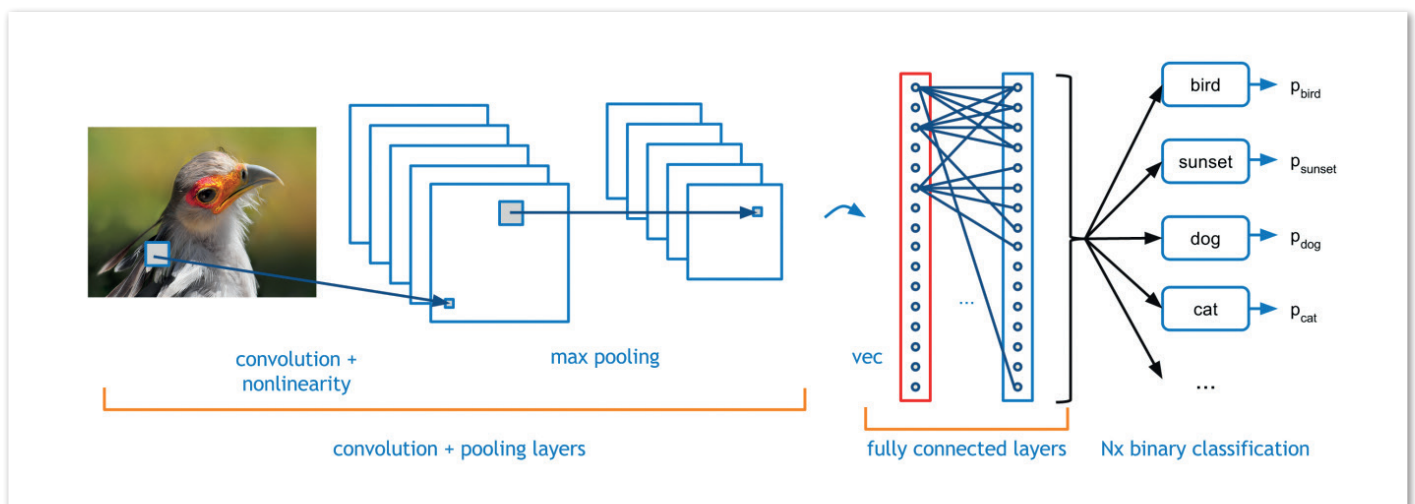 convolution +
nonlinearity
max pooling
vec
convolution + pooling layers
fully connected layers
Nx binary classification
...
bird
p_bird
sunset
p_sunset
dog
p_dog
cat
p_cat
...